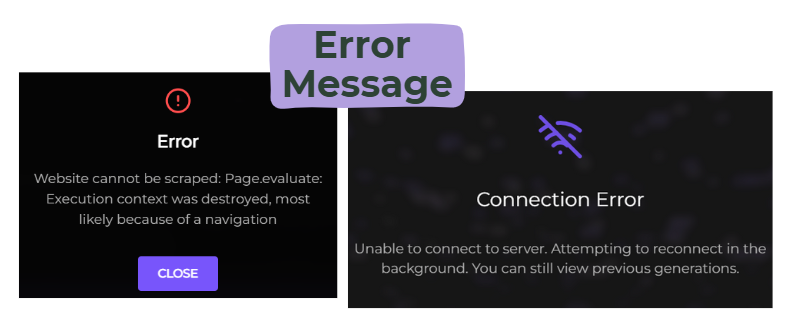 Error
Message
Error
Website cannot be scraped: Page.evaluate:
Execution context was destroyed, most
likely because of a navigation
CLOSE
Connection Error
Unable to connect to server. Attempting to reconnect in the
background. You can still view previous generations.